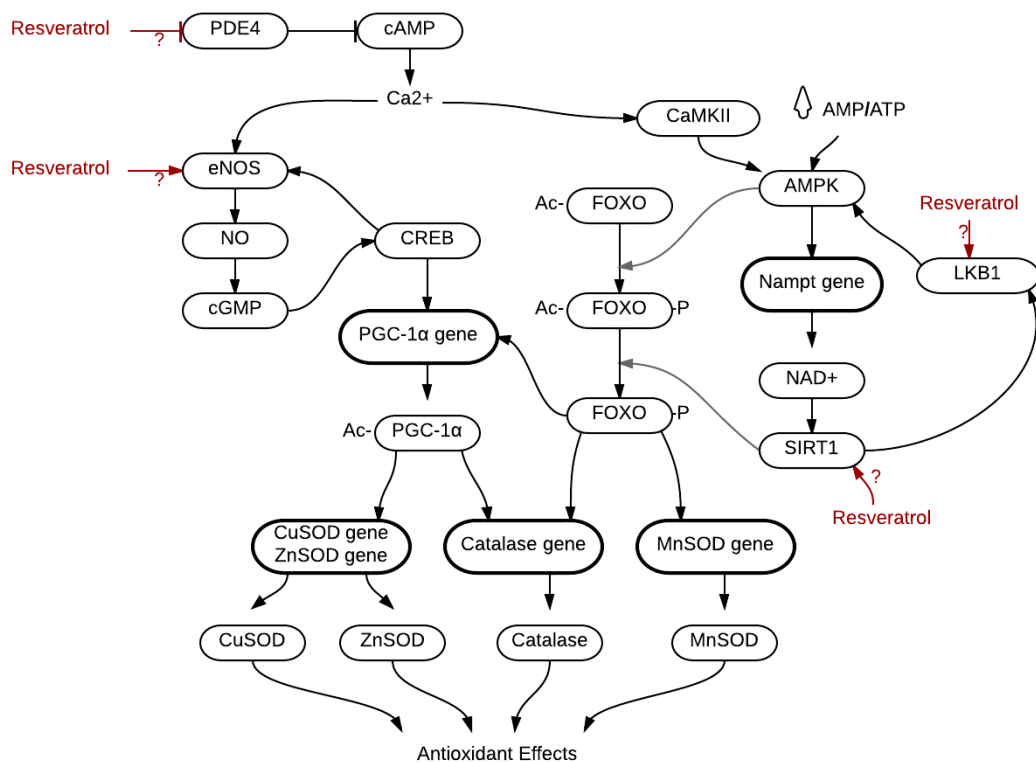 Resveratrol
?
PDE4
cAMP
Ca2+
CaMKII
AMP/ATP
Resveratrol
?
eNOS
Ac-
FOXO
AMPK
Resveratrol
?
NO
CREB
Nampt gene
LKB1
cGMP
Ac-
FOXO
-P
PGC-1α gene
NAD+
FOXO
-P
Ac-
PGC-1α
SIRT1
?
Resveratrol
CuSOD gene
ZnSOD gene
Catalase gene
MnSOD gene
CuSOD
ZnSOD
Catalase
MnSOD
Antioxidant Effects